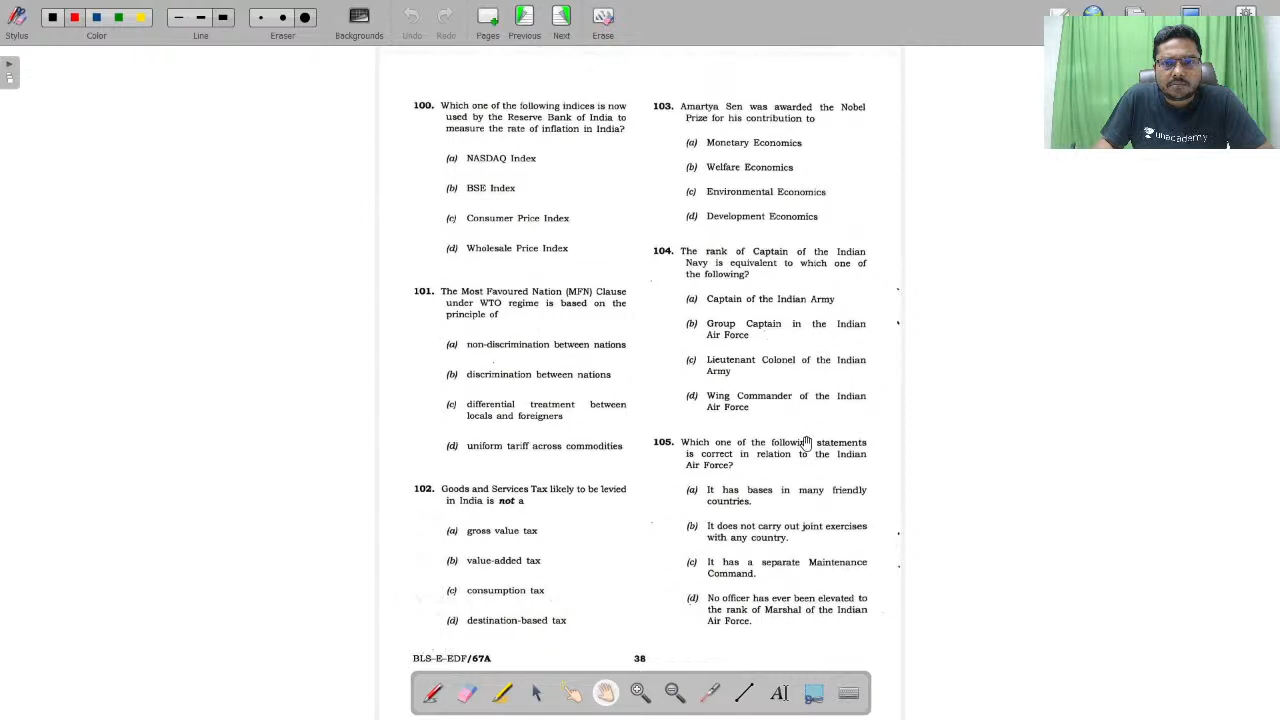 Stylus
Color
Line
Eraser
Backgrounds
Undo
Redo
Pages
Previous
Next
Erase
unacademy
100. Which one of the following indices is now
used by the Reserve Bank of India to
measure the rate of inflation in India?
(a) NASDAQ Index
(b) BSE Index
(c) Consumer Price Index
(d) Wholesale Price Index
101. The Most Favoured Nation (MFN) Clause
under WTO regime is based on the
principle of
(a) non-discrimination between nations
(b) discrimination between nations
(c) differential treatment between
locals and foreigners
(d) uniform tariff across commodities
102. Goods and Services Tax likely to be levied
in India is not a
(a) gross value tax
(b) value-added tax
(c) consumption tax
(d) destination-based tax
103. Amartya Sen was awarded the Nobel
Prize for his contribution to
(a) Monetary Economics
(b) Welfare Economics
(c) Environmental Economics
(d) Development Economics
104. The rank of Captain of the Indian
Navy is equivalent to which one of
the following?
(a) Captain of the Indian Army
(b) Group Captain in the Indian
Air Force
(c) Lieutenant Colonel of the Indian
Army
(d) Wing Commander of the Indian
Air Force
105. Which one of the following statements
is correct in relation to the Indian
Air Force?
(a) It has bases in many friendly
countries.
(b) It does not carry out joint exercises
with any country.
(c) It has a separate Maintenance
Command.
(d) No officer has ever been elevated to
the rank of Marshal of the Indian
Air Force.
BLS-E-EDF/67A
38